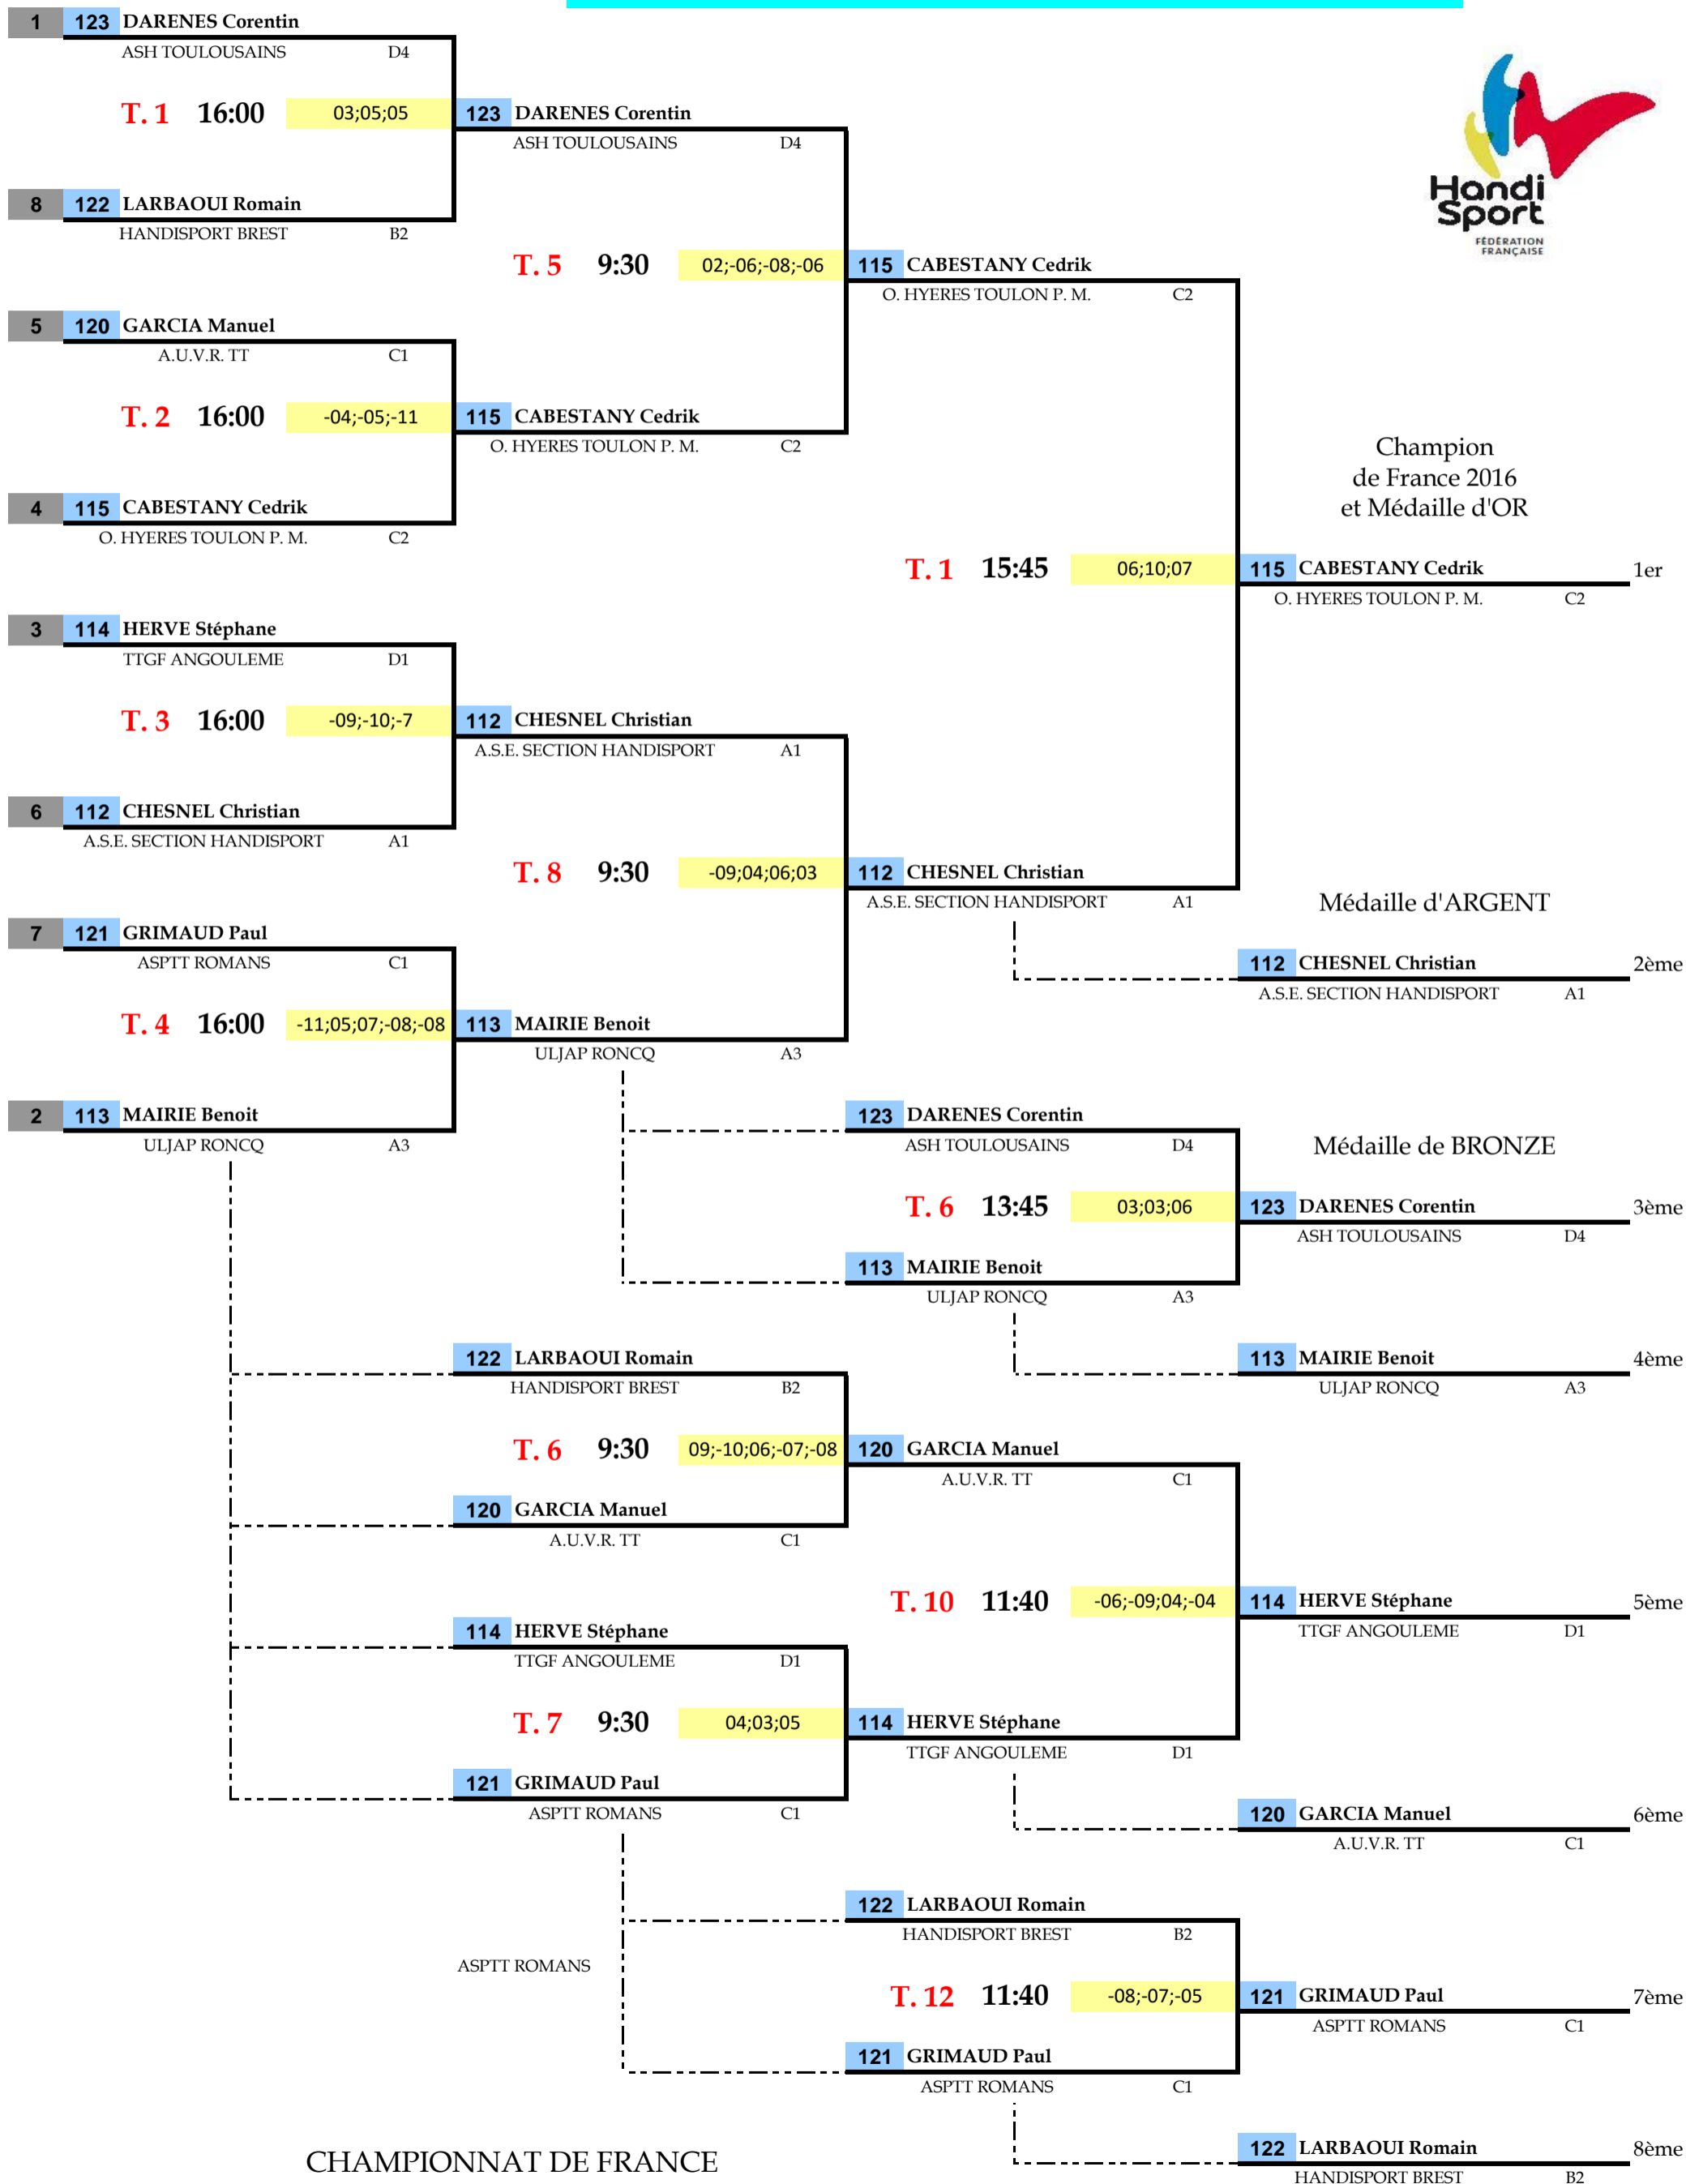 1 123 DARENES Corentin
ASH TOULOUSAINS D4
T. 1 16:00 03;05;05 123 DARENES Corentin
ASH TOULOUSAINS D4
Handi
Sport
FÉDÉRATION
FRANÇAISE
8 122 LARBAOUI Romain
HANDISPORT BREST B2
T. 5 9:30 02;-06;-08;-06 115 CABESTANY Cedrik
O. HYERES TOULON P. M. C2
5 120 GARCIA Manuel
A.U.V.R. TT C1
T. 2 16:00 -04;-05;-11 115 CABESTANY Cedrik
O. HYERES TOULON P. M. C2
Champion
de France 2016
et Médaille d'OR
4 115 CABESTANY Cedrik
O. HYERES TOULON P. M. C2
T. 1 15:45 06;10;07 115 CABESTANY Cedrik 1er
O. HYERES TOULON P. M. C2
3 114 HERVE Stéphane
TTGF ANGOULEME D1
T. 3 16:00 -09;-10;-7 112 CHESNEL Christian
A.S.E. SECTION HANDISPORT A1
6 112 CHESNEL Christian
A.S.E. SECTION HANDISPORT A1
T. 8 9:30 -09;04;06;03 112 CHESNEL Christian
A.S.E. SECTION HANDISPORT A1
Médaille d'ARGENT
7 121 GRIMAUD Paul
ASPTT ROMANS C1
112 CHESNEL Christian 2ème
A.S.E. SECTION HANDISPORT A1
T. 4 16:00 -11;05;07;-08;-08 113 MAIRIE Benoit
ULJAP RONCQ A3
2 113 MAIRIE Benoit
ULJAP RONCQ A3
123 DARENES Corentin
ASH TOULOUSAINS D4
Médaille de BRONZE
T. 6 13:45 03;03;06 123 DARENES Corentin 3ème
ASH TOULOUSAINS D4
113 MAIRIE Benoit
ULJAP RONCQ A3
122 LARBAOUI Romain
HANDISPORT BREST B2
113 MAIRIE Benoit 4ème
ULJAP RONCQ A3
T. 6 9:30 09;-10;06;-07;-08 120 GARCIA Manuel
A.U.V.R. TT C1
120 GARCIA Manuel
A.U.V.R. TT C1
T. 10 11:40 -06;-09;04;-04 114 HERVE Stéphane 5ème
TTGF ANGOULEME D1
114 HERVE Stéphane
TTGF ANGOULEME D1
T. 7 9:30 04;03;05 114 HERVE Stéphane
TTGF ANGOULEME D1
121 GRIMAUD Paul
ASPTT ROMANS C1
120 GARCIA Manuel 6ème
A.U.V.R. TT C1
122 LARBAOUI Romain
HANDISPORT BREST B2
ASPTT ROMANS
T. 12 11:40 -08;-07;-05 121 GRIMAUD Paul 7ème
ASPTT ROMANS C1
121 GRIMAUD Paul
ASPTT ROMANS C1
CHAMPIONNAT DE FRANCE
122 LARBAOUI Romain 8ème
HANDISPORT BREST B2